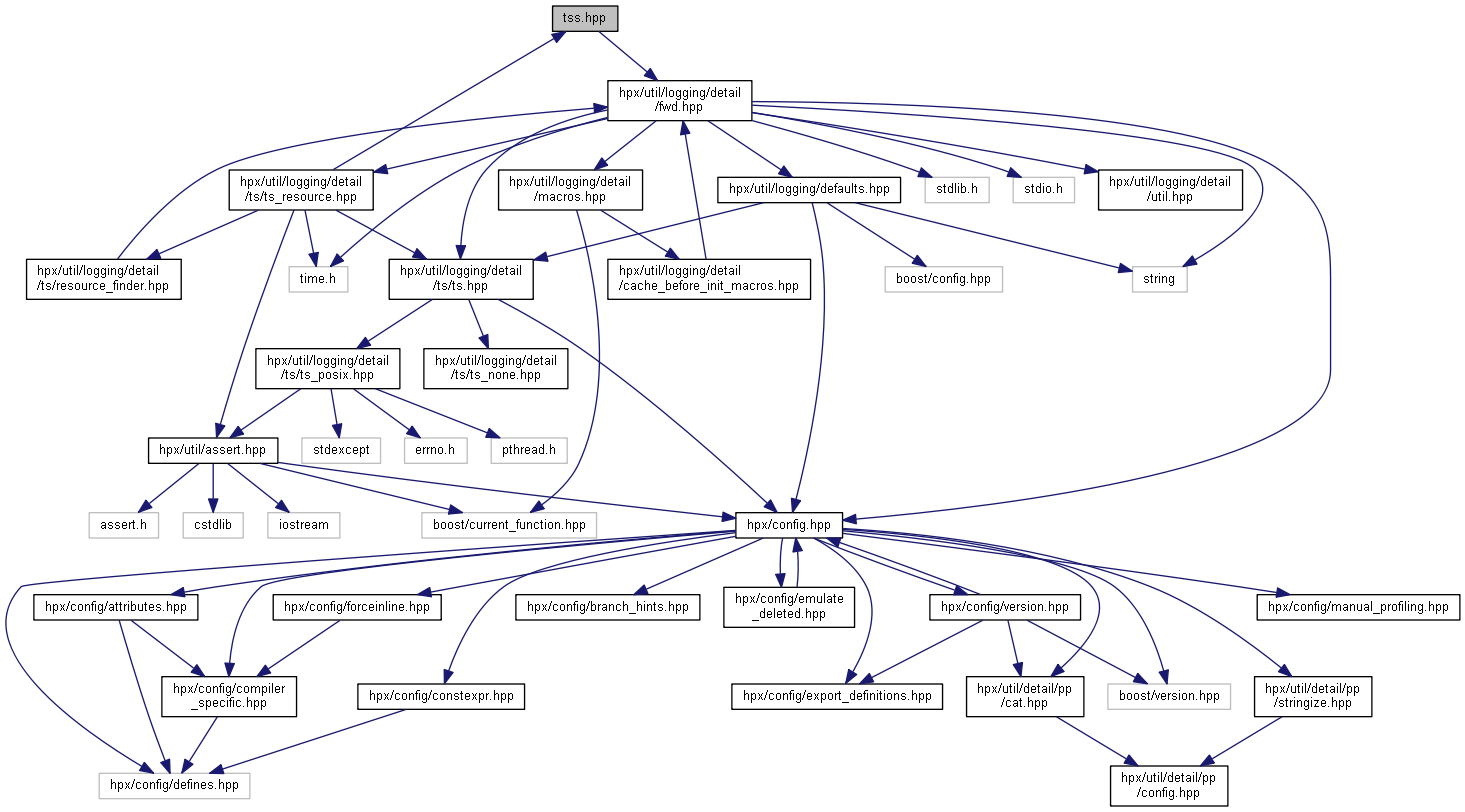 tss.hpp
hpx/util/logging/detail
/fwd.hpp
hpx/util/logging/detail
/ts/ts_resource.hpp
hpx/util/logging/detail
/macros.hpp
hpx/util/logging/defaults.hpp
stdlib.h
stdio.h
hpx/util/logging/detail
/util.hpp
hpx/util/logging/detail
/ts/resource_finder.hpp
time.h
hpx/util/logging/detail
/ts/ts.hpp
hpx/util/logging/detail
/cache_before_init_macros.hpp
boost/config.hpp
string
hpx/util/logging/detail
/ts/ts_posix.hpp
hpx/util/logging/detail
/ts/ts_none.hpp
hpx/util/assert.hpp
stdexcept
errno.h
pthread.h
assert.h
cstdlib
iostream
boost/current_function.hpp
hpx/config.hpp
hpx/config/attributes.hpp
hpx/config/forceinline.hpp
hpx/config/branch_hints.hpp
hpx/config/emulate
_deleted.hpp
hpx/config/version.hpp
hpx/config/manual_profiling.hpp
hpx/config/compiler
_specific.hpp
hpx/config/constexpr.hpp
hpx/config/export_definitions.hpp
hpx/util/detail/pp
/cat.hpp
boost/version.hpp
hpx/util/detail/pp
/stringize.hpp
hpx/config/defines.hpp
hpx/util/detail/pp
/config.hpp